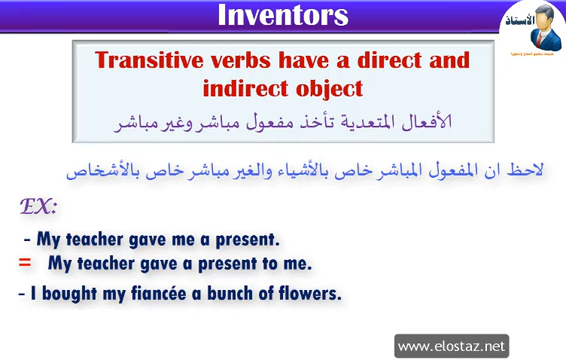 Inventors
الأستاذ
Transitive verbs have a direct and
indirect object
الأفعال المتعدية تأخذ مفعول مباشر وغير مباشر
لاحظ ان المفعول المباشر خاص بالأشياء والغير مباشر خاص بالأشخاص
EX:
- My teacher gave me a present.
= My teacher gave a present to me.
- I bought my fiancée a bunch of flowers.
www.elostaz.net